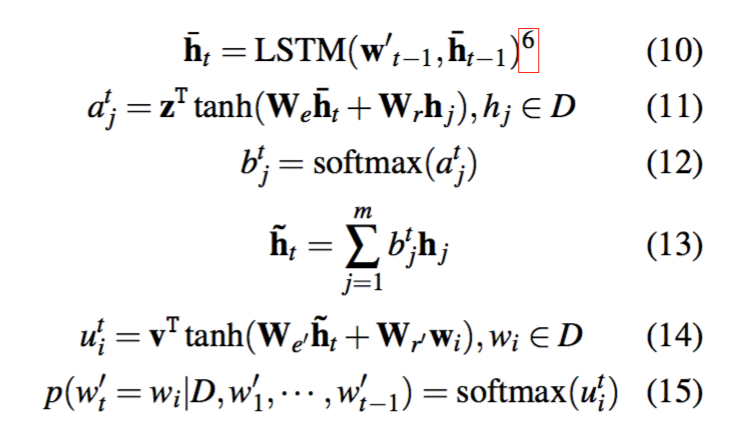 h̄_t = LSTM(w′_{t−1}, h̄_{t−1})^6 (10)
a^t_j = z^T tanh(W_e h̄_t + W_r h_j), h_j ∈ D (11)
b^t_j = softmax(a^t_j) (12)
h̃_t = ∑_{j=1}^{m} b^t_j h_j (13)
u^t_i = v^T tanh(W_{e′} h̃_t + W_{r′} w_i), w_i ∈ D (14)
p(w′_t = w_i|D, w′_1, ⋯, w′_{t−1}) = softmax(u^t_i) (15)